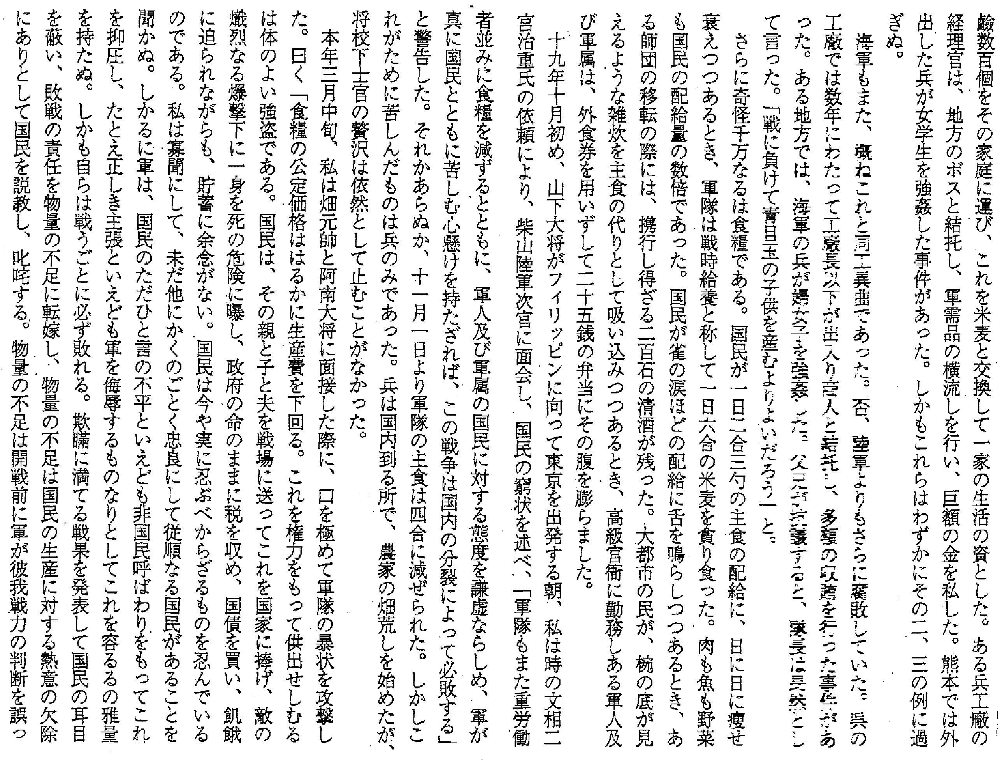 鹼数百個をその家庭に運び、これを米麦と交換して一家の生活の資とした。ある兵工廠の
経理官は、地方のボスと結托し、軍需品の横流しを行い、巨額の金を私した。熊本では外
出した兵が女学生を強姦した事件があった。しかもこれらはわずかにその二、三の例に過
ぎぬ。
海軍もまた、概ねこれと同工異曲であった。否、陸軍よりもさらに腐敗していた。呉の
工廠では数年にわたって工廠長以下が出入り商人と結托し、多額の収賄を行った事件があ
った。ある地方では、海軍の兵が婦女子を強姦した。父兄が抗議すると、隊長は昂然とし
て言った。「戦に負けて青目玉の子供を産むよりよいだろう」と。
さらに奇怪千万なるは食糧である。国民が一日二合三勺の主食の配給に、日に日に瘦せ
衰えつつあるとき、軍隊は戦時給養と称して一日六合の米麦を貪り食った。肉も魚も野菜
も国民の配給量の数倍であった。国民が雀の涙ほどの配給に舌を鳴らしつつあるとき、あ
る師団の移転の際には、携行し得ざる二百石の清酒が残った。大都市の民が、椀の底が見
えるような雑炊を主食の代りとして吸い込みつつあるとき、高級官衙に勤務しある軍人及
び軍属は、外食券を用いずして二十五銭の弁当にその腹を膨らました。
十九年十月初め、山下大将がフィリッピンに向って東京を出発する朝、私は時の文相二
宮治重氏の依頼により、柴山陸軍次官に面会し、国民の窮状を述べ、「軍隊もまた重労働
者並みに食糧を減ずるとともに、軍人及び軍属の国民に対する態度を謙虚ならしめ、軍が
真に国民とともに苦しむ心懸けを持たざれば、この戦争は国内の分裂によって必敗する」
と警告した。それかあらぬか、十一月一日より軍隊の主食は四合に減ぜられた。しかしこ
れがために苦しんだものは兵のみであった。兵は国内到る所で、農家の畑荒しを始めたが、
将校下士官の贅沢は依然として止むことがなかった。
本年三月中旬、私は畑元帥と阿南大将に面接した際に、口を極めて軍隊の暴状を攻撃し
た。曰く「食糧の公定価格ははるかに生産費を下回る。これを権力をもって供出せしむる
は体のよい強盗である。国民は、その親と子と夫を戦場に送ってこれを国家に捧げ、敵の
熾烈なる爆撃下に一身を死の危険に曝し、政府の命のままに税を収め、国債を買い、飢餓
に迫られながらも、貯蓄に余念がない。国民は今や実に忍ぶべからざるものを忍んでいる
のである。私は寡聞にして、未だ他にかくのごとく忠良にして従順なる国民があることを
聞かぬ。しかるに軍は、国民のただひと言の不平といえども非国民呼ばわりをもってこれ
を抑圧し、たとえ正しき主張といえども軍を侮辱するものなりとしてこれを容るるの雅量
を持たぬ。しかも自らは戦うごとに必ず敗れる。欺瞞に満てる戦果を発表して国民の耳目
を蔽い、敗戦の責任を物量の不足に転嫁し、物量の不足は国民の生産に対する熱意の欠除
にありとして国民を説教し、叱咤する。物量の不足は開戦前に軍が彼我戦力の判断を誤っ